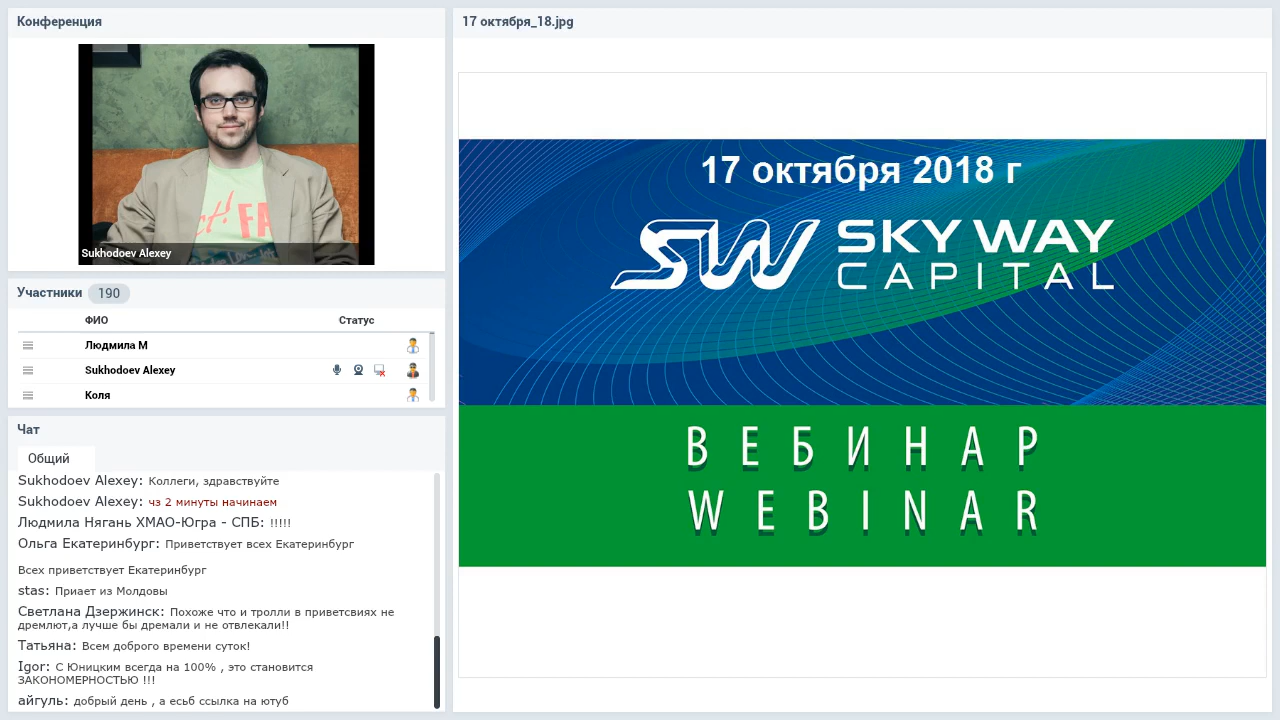 Конференция
Sukhodoev Alexey
Участники 190
ФИО Статус
Людмила М
Sukhodoev Alexey
Коля
Чат
Общий
Sukhodoev Alexey: Коллеги, здравствуйте
Sukhodoev Alexey: чз 2 минуты начинаем
Людмила Нягань ХМАО-Югра - СПБ: !!!!!
Ольга Екатеринбург: Приветствует всех Екатеринбург
Всех приветствует Екатеринбург
stas: Приает из Молдовы
Светлана Дзержинск: Похоже что и тролли в приветсвиях не
дремлют,а лучше бы дремали и не отвлекали!!
Татьяна: Всем доброго времени суток!
Igor: С Юницким всегда на 100% , это становится
ЗАКОНОМЕРНОСТЬЮ !!!
айгуль: добрый день , а есьб ссылка на ютуб
17 октября_18.jpg
17 октября 2018 г
SW SKY WAY
CAPITAL
ВЕБИНАР
WEBINAR